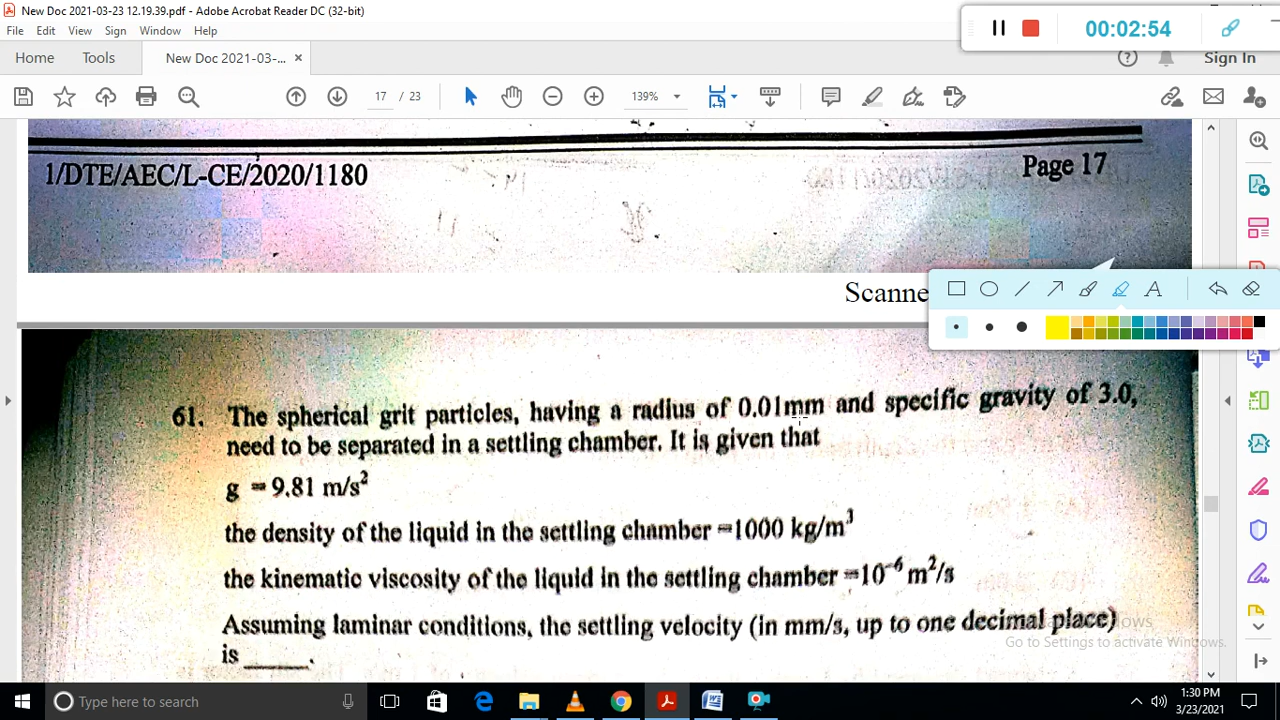 New Doc 2021-03-23 12.19.39.pdf - Adobe Acrobat Reader DC (32-bit)
File Edit View Sign Window Help
00:02:54
Home Tools New Doc 2021-03-... × Sign In
17 / 23 139%
1/DTE/AEC/L-CE/2020/1180 Page 17
Scanne
61. The spherical grit particles, having a radius of 0.01mm and specific gravity of 3.0,
need to be separated in a settling chamber. It is given that
g = 9.81 m/s²
the density of the liquid in the settling chamber =1000 kg/m³
the kinematic viscosity of the liquid in the settling chamber =10⁻⁶ m²/s
Assuming laminar conditions, the settling velocity (in mm/s, up to one decimal place)
is ______.
Go to Settings to activate Windows.
Type here to search
1:30 PM
3/23/2021